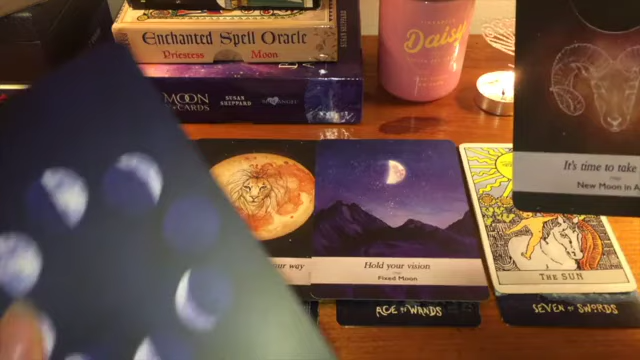 Enchanted Spell Oracle
Priestess Moon
MOON
CARDS
SUSAN
SHEPPARD
Daisy
It's time to take
New Moon in A
your way
Hold your vision
Fixed Moon
THE SUN
ACE of WANDS
SEVEN of SWORDS